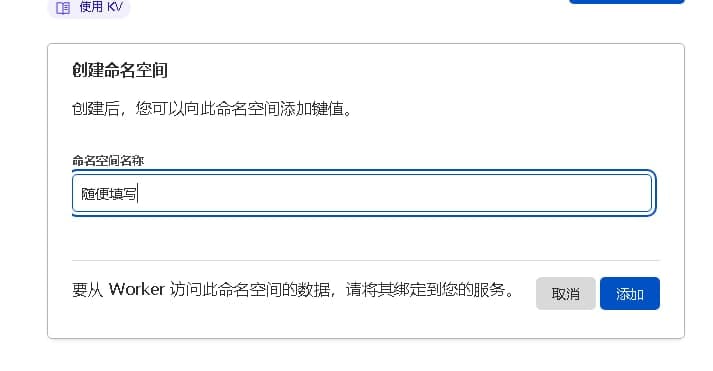 使用 KV
创建命名空间
创建后，您可以向此命名空间添加键值。
命名空间名称
随便填写
要从 Worker 访问此命名空间的数据，请将其绑定到您的服务。
取消
添加